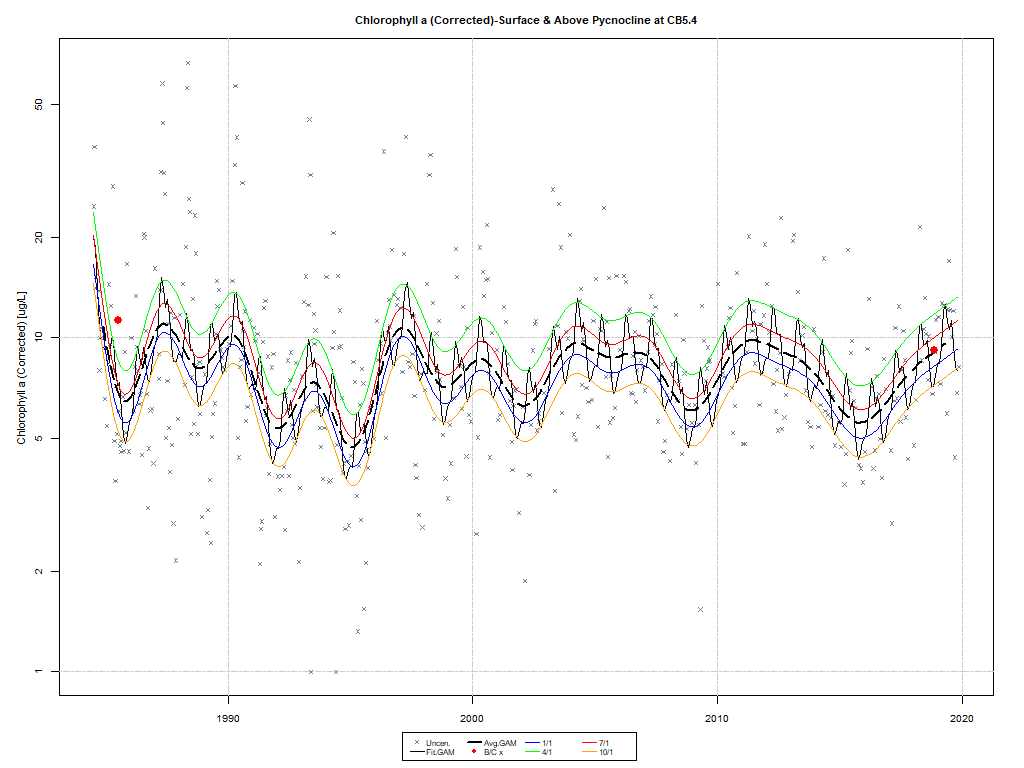 Chlorophyll a (Corrected)-Surface & Above Pycnocline at CB5.4
Chlorophyll a (Corrected) [ug/L]
50
20
10
5
2
1
1990 2000 2010 2020
Uncen. Avg.GAM 1/1 7/1
Fit.GAM B/C x 4/1 10/1